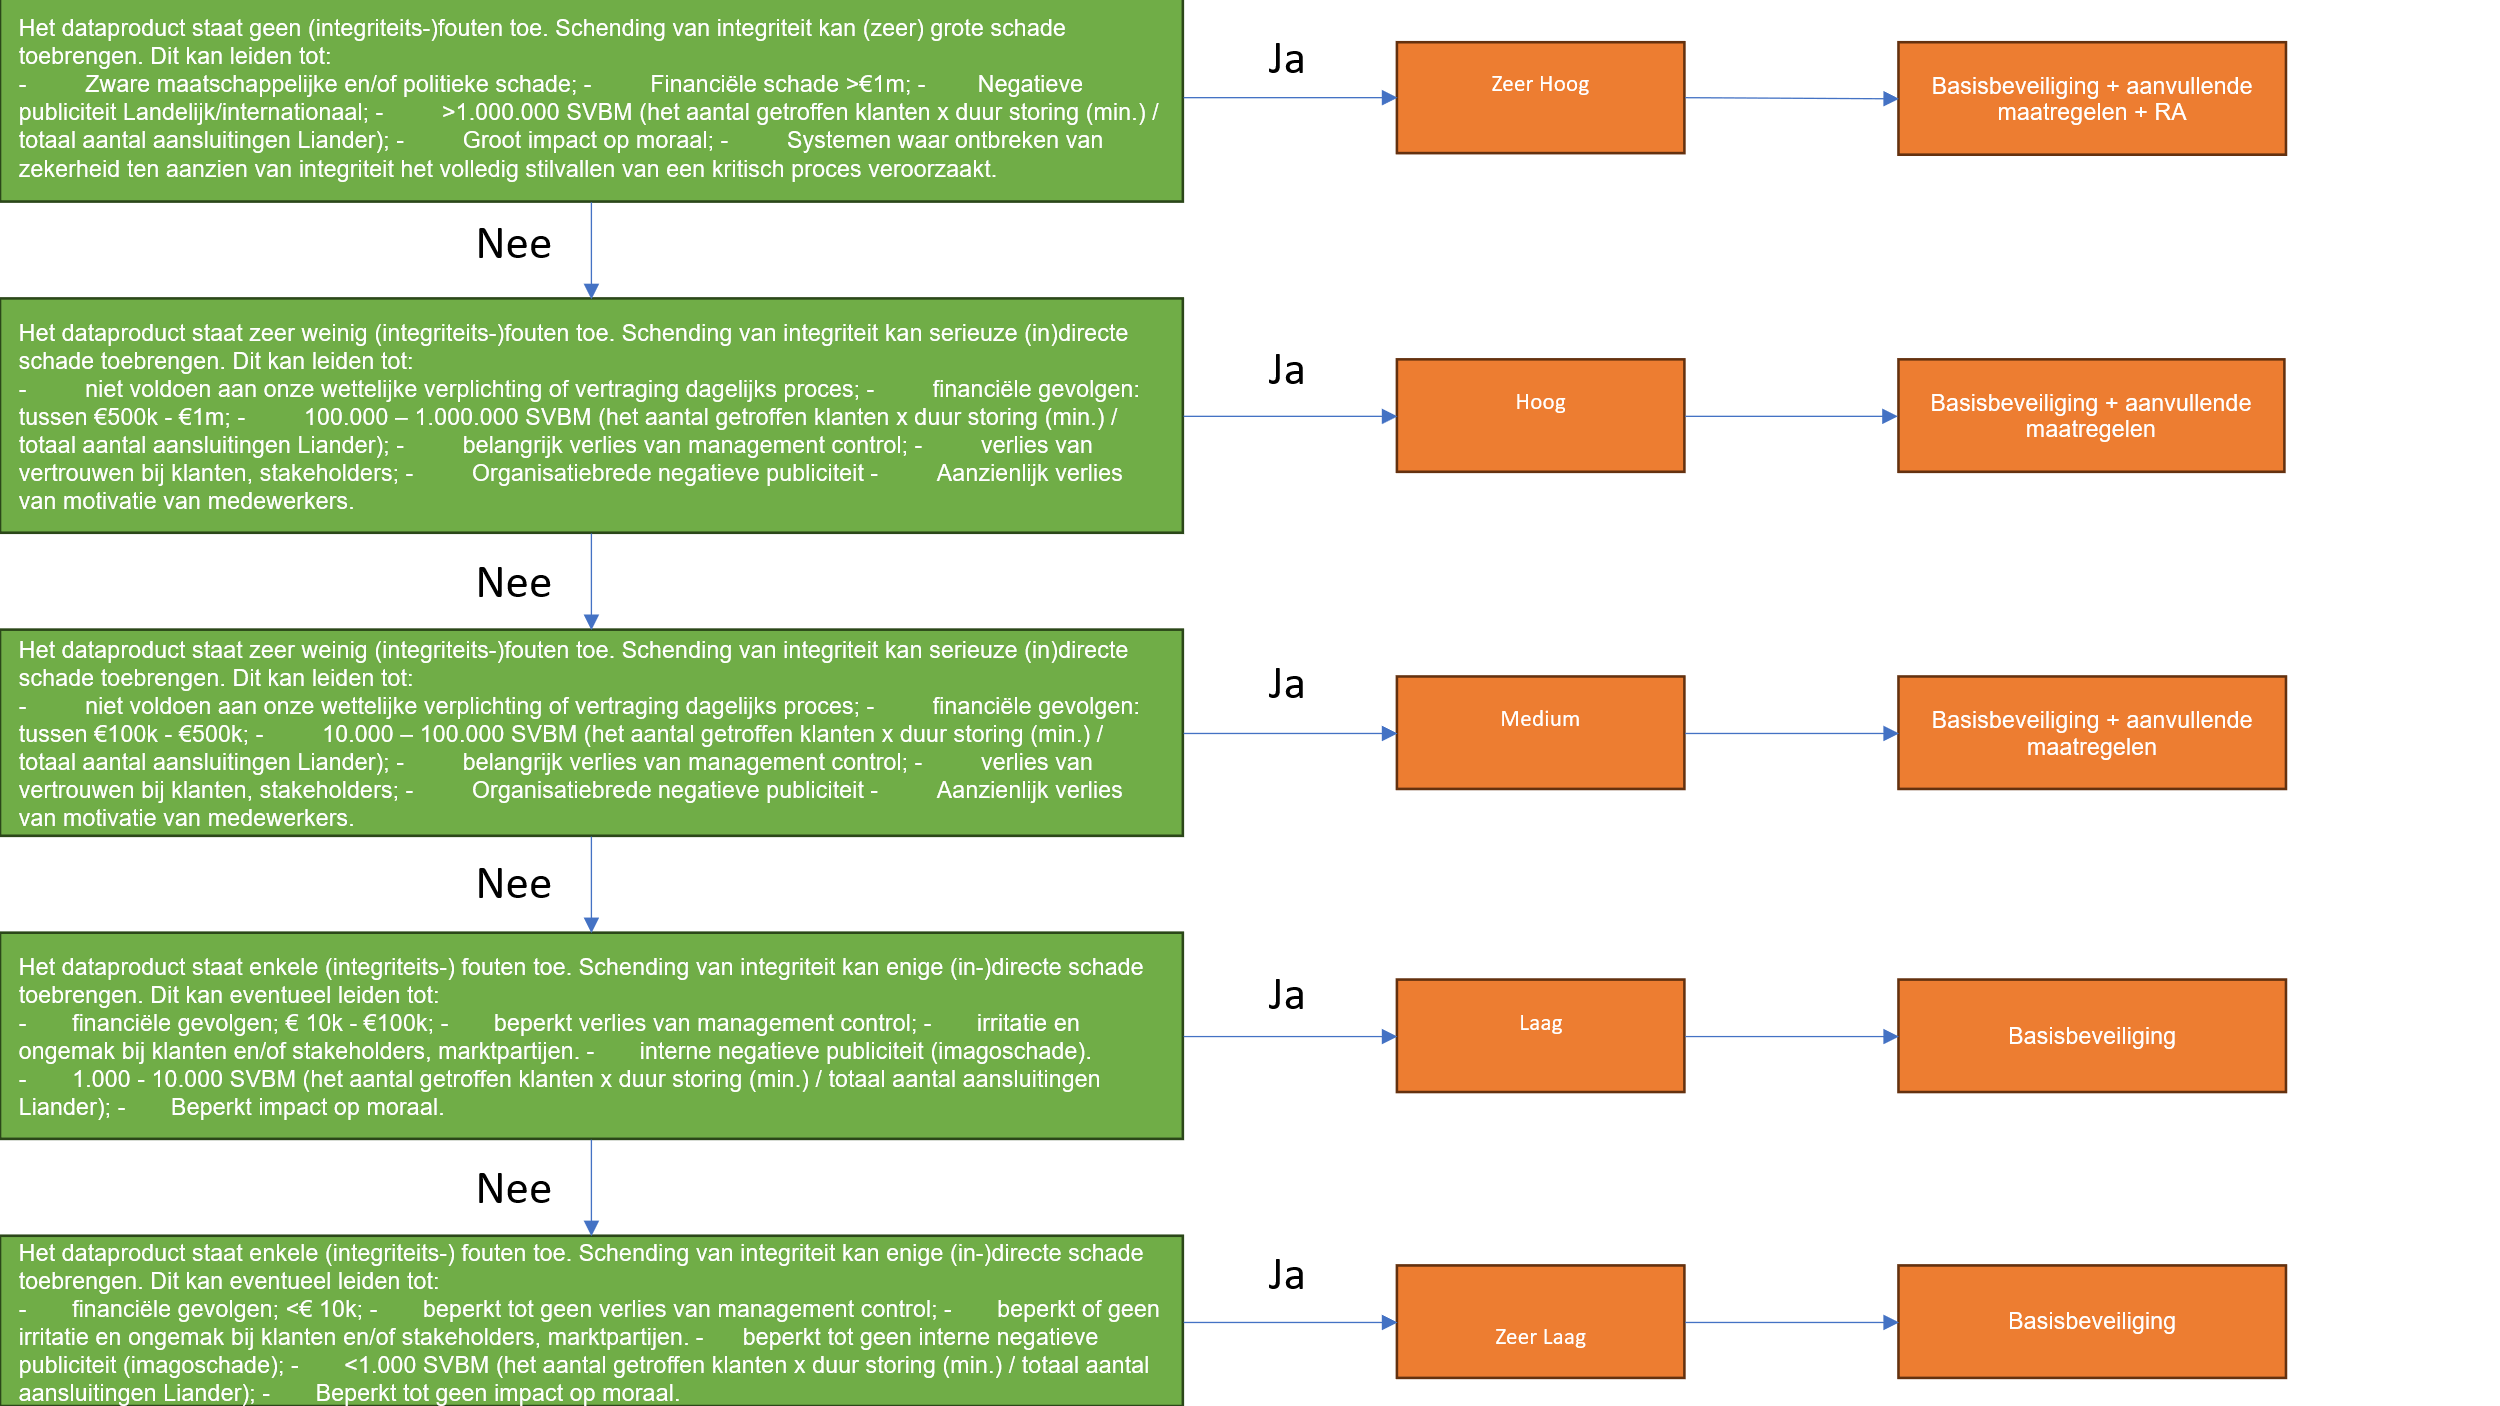 Het dataproduct staat geen (integriteits-)fouten toe. Schending van integriteit kan (zeer) grote schade
toebrengen. Dit kan leiden tot:
- Zware maatschappelijke en/of politieke schade; - Financiële schade >€1m; - Negatieve
publiciteit Landelijk/internationaal; - >1.000.000 SVBM (het aantal getroffen klanten x duur storing (min.) /
totaal aantal aansluitingen Liander); - Groot impact op moraal; - Systemen waar ontbreken van
zekerheid ten aanzien van integriteit het volledig stilvallen van een kritisch proces veroorzaakt.
Ja
Zeer Hoog
Basisbeveiliging + aanvullende
maatregelen + RA
Nee
Het dataproduct staat zeer weinig (integriteits-)fouten toe. Schending van integriteit kan serieuze (in)directe
schade toebrengen. Dit kan leiden tot:
- niet voldoen aan onze wettelijke verplichting of vertraging dagelijks proces; - financiële gevolgen:
tussen €500k - €1m; - 100.000 – 1.000.000 SVBM (het aantal getroffen klanten x duur storing (min.) /
totaal aantal aansluitingen Liander); - belangrijk verlies van management control; - verlies van
vertrouwen bij klanten, stakeholders; - Organisatiebrede negatieve publiciteit - Aanzienlijk verlies
van motivatie van medewerkers.
Ja
Hoog
Basisbeveiliging + aanvullende
maatregelen
Nee
Het dataproduct staat zeer weinig (integriteits-)fouten toe. Schending van integriteit kan serieuze (in)directe
schade toebrengen. Dit kan leiden tot:
- niet voldoen aan onze wettelijke verplichting of vertraging dagelijks proces; - financiële gevolgen:
tussen €100k - €500k; - 10.000 – 100.000 SVBM (het aantal getroffen klanten x duur storing (min.) /
totaal aantal aansluitingen Liander); - belangrijk verlies van management control; - verlies van
vertrouwen bij klanten, stakeholders; - Organisatiebrede negatieve publiciteit - Aanzienlijk verlies
van motivatie van medewerkers.
Ja
Medium
Basisbeveiliging + aanvullende
maatregelen
Nee
Het dataproduct staat enkele (integriteits-) fouten toe. Schending van integriteit kan enige (in-)directe schade
toebrengen. Dit kan eventueel leiden tot:
- financiële gevolgen; € 10k - €100k; - beperkt verlies van management control; - irritatie en
ongemak bij klanten en/of stakeholders, marktpartijen. - interne negatieve publiciteit (imagoschade).
- 1.000 - 10.000 SVBM (het aantal getroffen klanten x duur storing (min.) / totaal aantal aansluitingen
Liander); - Beperkt impact op moraal.
Ja
Laag
Basisbeveiliging
Nee
Het dataproduct staat enkele (integriteits-) fouten toe. Schending van integriteit kan enige (in-)directe schade
toebrengen. Dit kan eventueel leiden tot:
- financiële gevolgen; <€ 10k; - beperkt tot geen verlies van management control; - beperkt of geen
irritatie en ongemak bij klanten en/of stakeholders, marktpartijen. - beperkt tot geen interne negatieve
publiciteit (imagoschade); - <1.000 SVBM (het aantal getroffen klanten x duur storing (min.) / totaal aantal
aansluitingen Liander); - Beperkt tot geen impact op moraal.
Ja
Zeer Laag
Basisbeveiliging